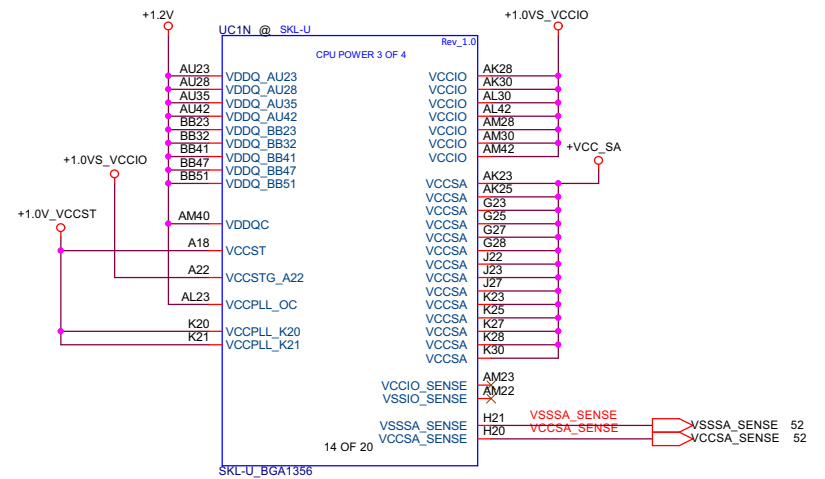 +1.2V
+1.0VS_VCCIO
UC1N @ SKL-U
Rev_1.0
CPU POWER 3 OF 4
AU23 VDDQ_AU23
VCCIO AK28
AU28 VDDQ_AU28
VCCIO AK30
AU35 VDDQ_AU35
VCCIO AL30
AU42 VDDQ_AU42
VCCIO AL42
BB23 VDDQ_BB23
VCCIO AM28
BB32 VDDQ_BB32
VCCIO AM30
BB41 VDDQ_BB41
VCCIO AM42
BB47 VDDQ_BB47
BB51 VDDQ_BB51
+1.0VS_VCCIO
+VCC_SA
VCCSA AK23
VCCSA AK25
+1.0V_VCCST
VCCSA G23
AM40 VDDQC
VCCSA G25
VCCSA G27
A18 VCCST
VCCSA G28
VCCSA J22
A22 VCCSTG_A22
VCCSA J23
VCCSA J27
AL23 VCCPLL_OC
VCCSA K23
VCCSA K25
K20 VCCPLL_K20
VCCSA K27
K21 VCCPLL_K21
VCCSA K28
VCCSA K30
VCCIO_SENSE AM23
VSSIO_SENSE AM22
VSSSA_SENSE H21 VSSSA_SENSE VSSSA_SENSE 52
VCCSA_SENSE H20 VCCSA_SENSE VCCSA_SENSE 52
14 OF 20
SKL-U_BGA1356